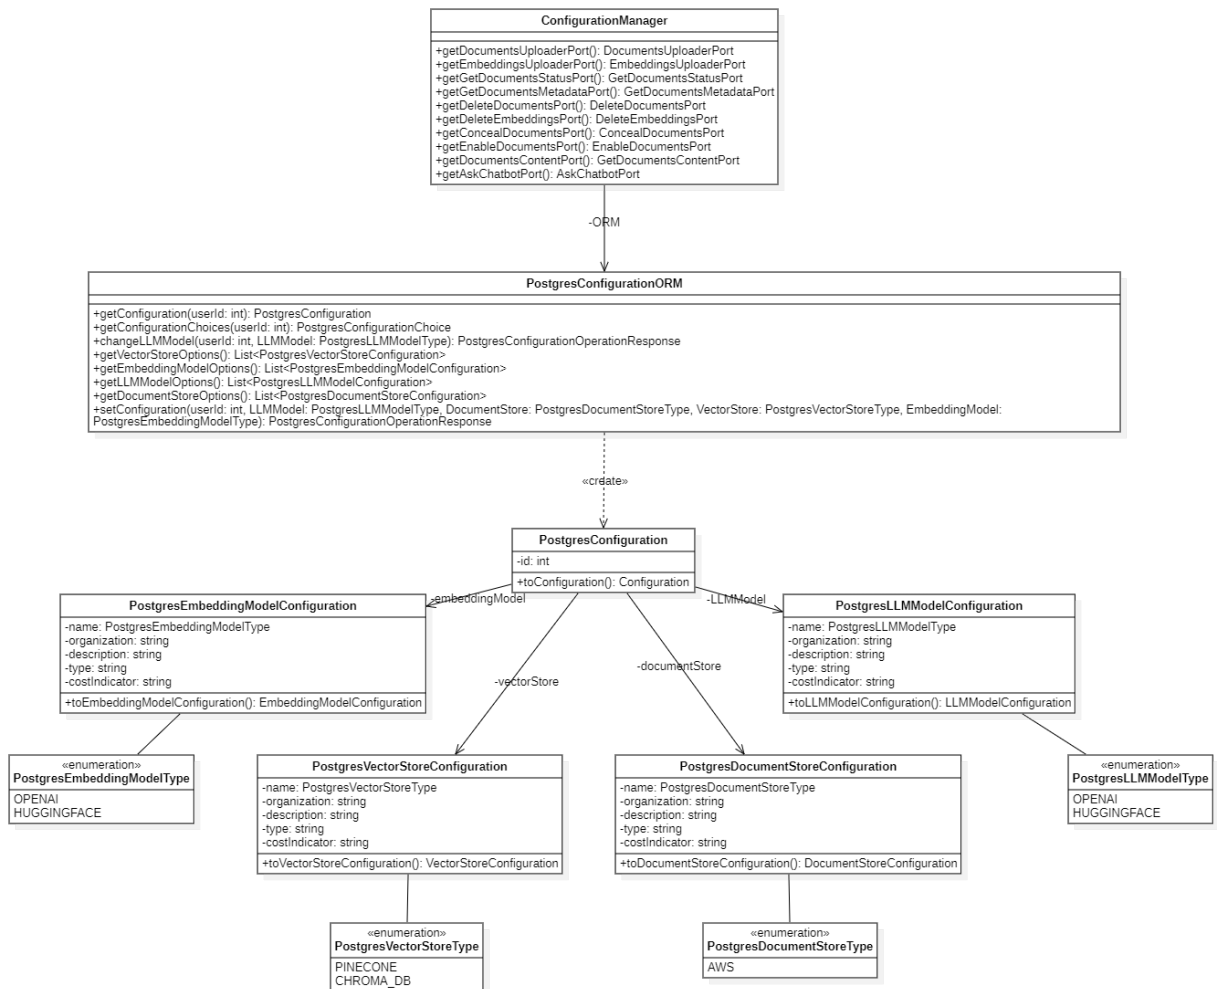 ConfigurationManager
+getDocumentsUploaderPort(): DocumentsUploaderPort
+getEmbeddingsUploaderPort(): EmbeddingsUploaderPort
+getGetDocumentsStatusPort(): GetDocumentsStatusPort
+getGetDocumentsMetadataPort(): GetDocumentsMetadataPort
+getDeleteDocumentsPort(): DeleteDocumentsPort
+getDeleteEmbeddingsPort(): DeleteEmbeddingsPort
+getConcealDocumentsPort(): ConcealDocumentsPort
+getEnableDocumentsPort(): EnableDocumentsPort
+getDocumentsContentPort(): GetDocumentsContentPort
+getAskChatbotPort(): AskChatbotPort
-ORM
PostgresConfigurationORM
+getConfiguration(userId: int): PostgresConfiguration
+getConfigurationChoices(userId: int): PostgresConfigurationChoice
+changeLLMModel(userId: int, LLMModel: PostgresLLMModelType): PostgresConfigurationOperationResponse
+getVectorStoreOptions(): List<PostgresVectorStoreConfiguration>
+getEmbeddingModelOptions(): List<PostgresEmbeddingModelConfiguration>
+getLLMModelOptions(): List<PostgresLLMModelConfiguration>
+getDocumentStoreOptions(): List<PostgresDocumentStoreConfiguration>
+setConfiguration(userId: int, LLMModel: PostgresLLMModelType, DocumentStore: PostgresDocumentStoreType, VectorStore: PostgresVectorStoreType, EmbeddingModel:
PostgresEmbeddingModelType): PostgresConfigurationOperationResponse
«create»
PostgresConfiguration
-id: int
+toConfiguration(): Configuration
-embeddingModel
-LLMModel
-vectorStore
-documentStore
PostgresEmbeddingModelConfiguration
-name: PostgresEmbeddingModelType
-organization: string
-description: string
-type: string
-costIndicator: string
+toEmbeddingModelConfiguration(): EmbeddingModelConfiguration
PostgresLLMModelConfiguration
-name: PostgresLLMModelType
-organization: string
-description: string
-type: string
-costIndicator: string
+toLLMModelConfiguration(): LLMModelConfiguration
«enumeration»
PostgresEmbeddingModelType
OPENAI
HUGGINGFACE
PostgresVectorStoreConfiguration
-name: PostgresVectorStoreType
-organization: string
-description: string
-type: string
-costIndicator: string
+toVectorStoreConfiguration(): VectorStoreConfiguration
PostgresDocumentStoreConfiguration
-name: PostgresDocumentStoreType
-organization: string
-description: string
-type: string
-costIndicator: string
+toDocumentStoreConfiguration(): DocumentStoreConfiguration
«enumeration»
PostgresLLMModelType
OPENAI
HUGGINGFACE
«enumeration»
PostgresVectorStoreType
PINECONE
CHROMA_DB
«enumeration»
PostgresDocumentStoreType
AWS